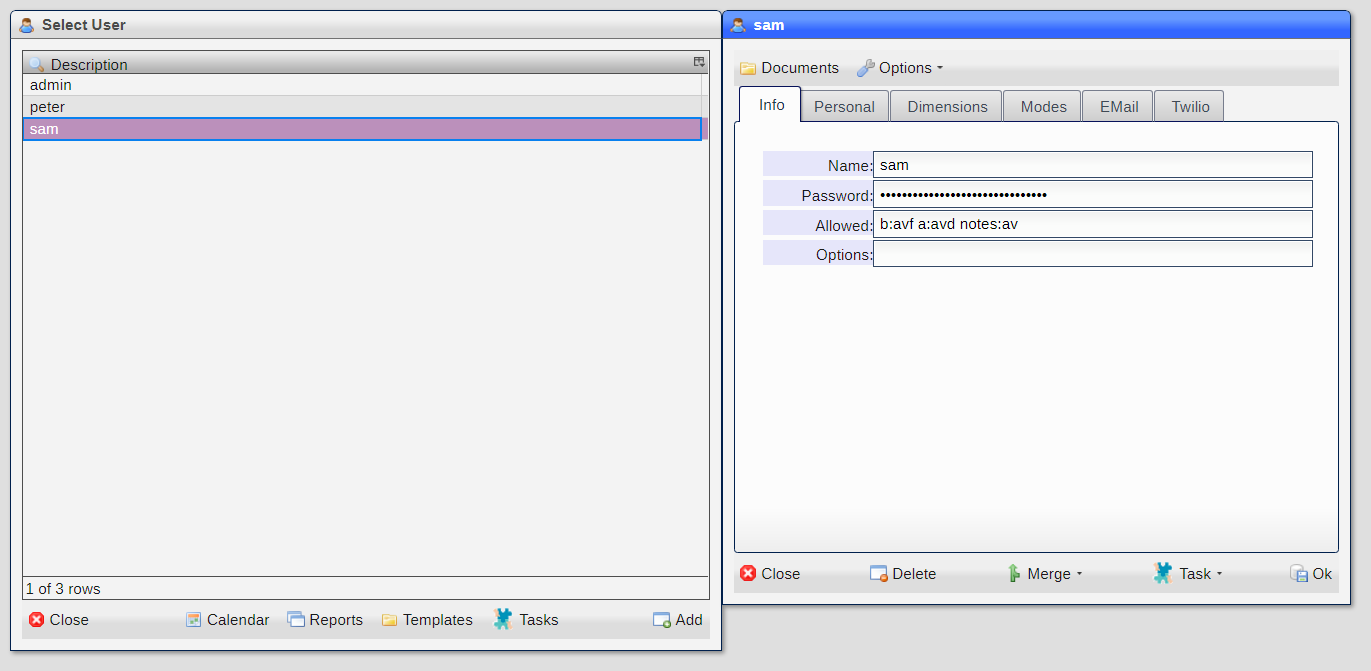 Select User
Description
admin
peter
sam
1 of 3 rows
Close Calendar Reports Templates Tasks Add
sam
Documents Options
Info Personal Dimensions Modes EMail Twilio
Name: sam
Password: •••••••••••••••••••••••••••••••
Allowed: b:avf a:avd notes:av
Options:
Close Delete Merge Task Ok